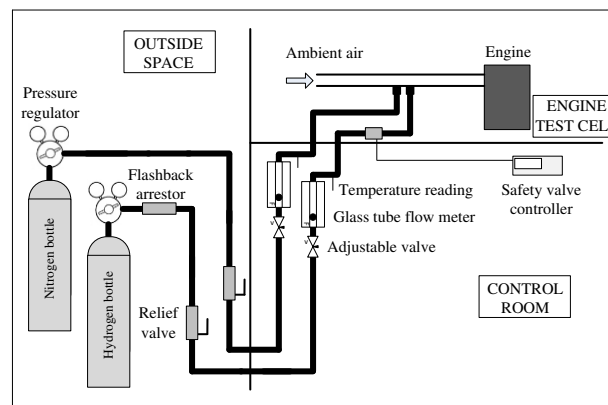 OUTSIDE
SPACE
Ambient air
Engine
ENGINE
TEST CEL
Pressure
regulator
Flashback
arrestor
Temperature reading
Glass tube flow meter
Adjustable valve
Safety valve
controller
Nitrogen bottle
Hydrogen bottle
Relief
valve
CONTROL
ROOM